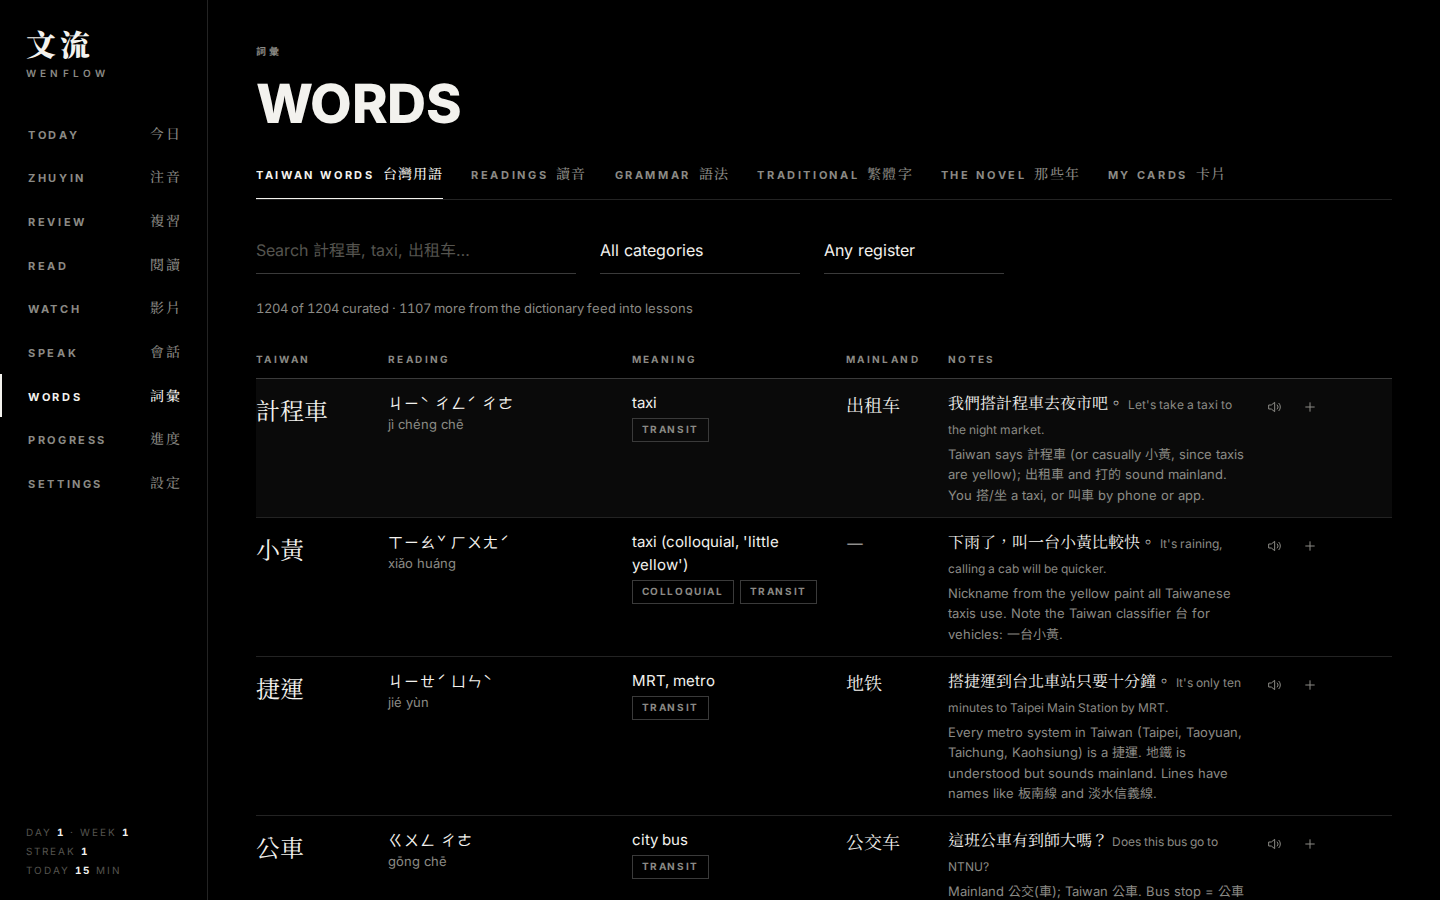 文流
WENFLOW
TODAY 今日
ZHUYIN 注音
REVIEW 複習
READ 閱讀
WATCH 影片
SPEAK 會話
WORDS 詞彙
PROGRESS 進度
SETTINGS 設定
DAY 1 · WEEK 1
STREAK 1
TODAY 15 MIN
詞彙
WORDS
TAIWAN WORDS 台灣用語 READINGS 讀音 GRAMMAR 語法 TRADITIONAL 繁體字 THE NOVEL 那些年 MY CARDS 卡片
Search 計程車, taxi, 出租车... All categories Any register
1204 of 1204 curated · 1107 more from the dictionary feed into lessons
TAIWAN READING MEANING MAINLAND NOTES
計程車
ㄐㄧˋ ㄔㄥˊ ㄔㄜ
jì chéng chē
taxi
TRANSIT
出租车
我們搭計程車去夜市吧。 Let's take a taxi to
the night market.
Taiwan says 計程車 (or casually 小黃, since taxis
are yellow); 出租車 and 打的 sound mainland.
You 搭/坐 a taxi, or 叫車 by phone or app.
小黃
ㄒㄧㄠˇ ㄏㄨㄤˊ
xiǎo huáng
taxi (colloquial, 'little
yellow')
COLLOQUIAL TRANSIT
—
下雨了，叫一台小黃比較快。 It's raining,
calling a cab will be quicker.
Nickname from the yellow paint all Taiwanese
taxis use. Note the Taiwan classifier 台 for
vehicles: 一台小黃.
捷運
ㄐㄧㄝˊ ㄩㄣˋ
jié yùn
MRT, metro
TRANSIT
地铁
搭捷運到台北車站只要十分鐘。 It's only ten
minutes to Taipei Main Station by MRT.
Every metro system in Taiwan (Taipei, Taoyuan,
Taichung, Kaohsiung) is a 捷運. 地鐵 is
understood but sounds mainland. Lines have
names like 板南線 and 淡水信義線.
公車
ㄍㄨㄥ ㄔㄜ
gōng chē
city bus
TRANSIT
公交车
這班公車有到師大嗎？ Does this bus go to
NTNU?
Mainland 公交(車); Taiwan 公車. Bus stop = 公車